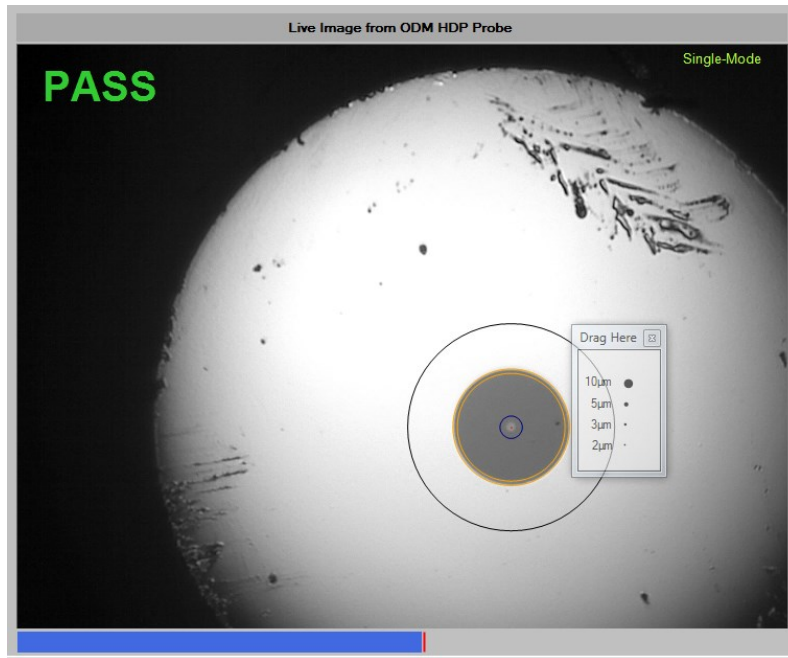 Live Image from ODM HDP Probe
PASS
Single-Mode
Drag Here
10µm
5µm
3µm
2µm